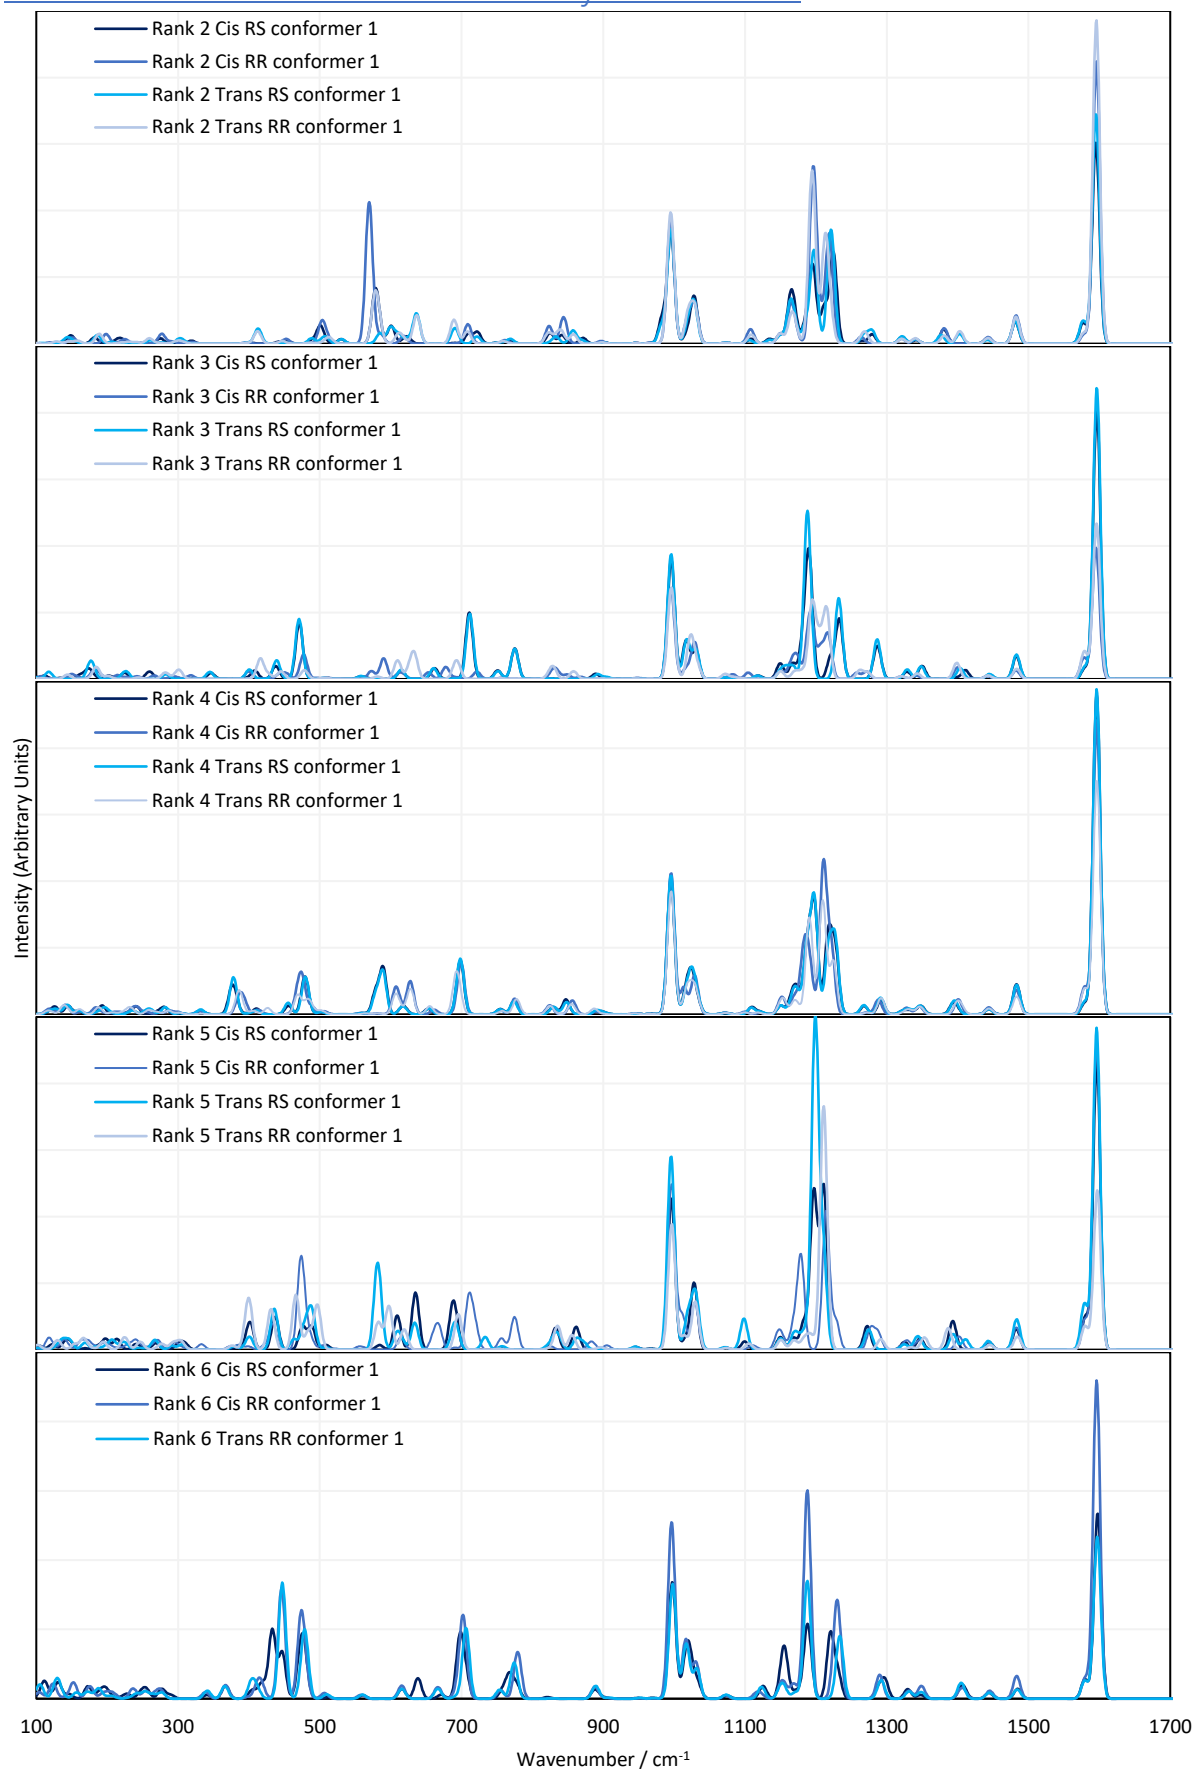 Rank 2 Cis RS conformer 1
Rank 2 Cis RR conformer 1
Rank 2 Trans RS conformer 1
Rank 2 Trans RR conformer 1
Rank 3 Cis RS conformer 1
Rank 3 Cis RR conformer 1
Rank 3 Trans RS conformer 1
Rank 3 Trans RR conformer 1
Rank 4 Cis RS conformer 1
Rank 4 Cis RR conformer 1
Rank 4 Trans RS conformer 1
Rank 4 Trans RR conformer 1
Intensity (Arbitrary Units)
Rank 5 Cis RS conformer 1
Rank 5 Cis RR conformer 1
Rank 5 Trans RS conformer 1
Rank 5 Trans RR conformer 1
Rank 6 Cis RS conformer 1
Rank 6 Cis RR conformer 1
Rank 6 Trans RR conformer 1
100 300 500 700 900 1100 1300 1500 1700
Wavenumber / cm⁻¹